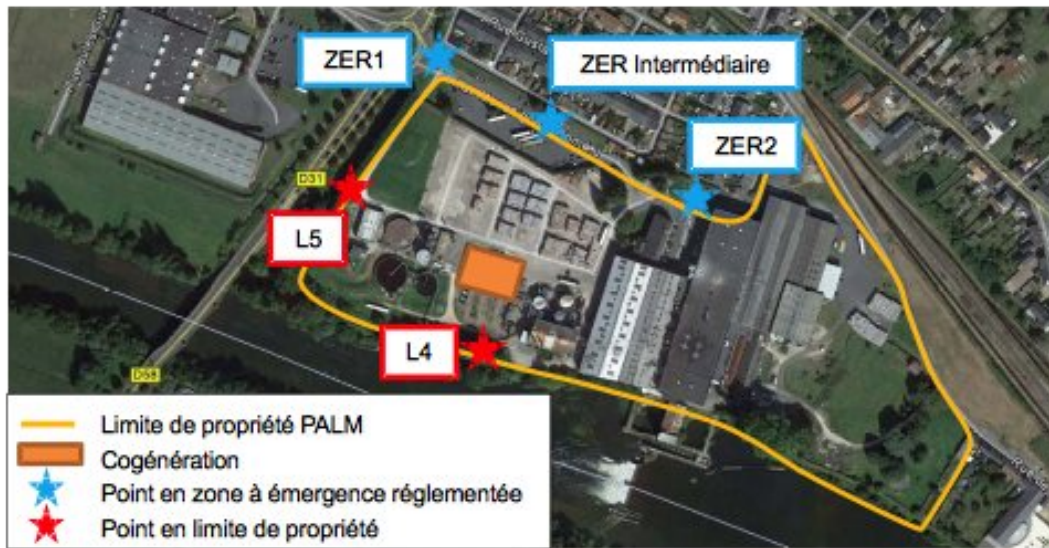 ZER1
ZER Intermédiaire
ZER2
D31
L5
L4
D58
Limite de propriété PALM
Cogénération
Point en zone à émergence réglementée
Point en limite de propriété